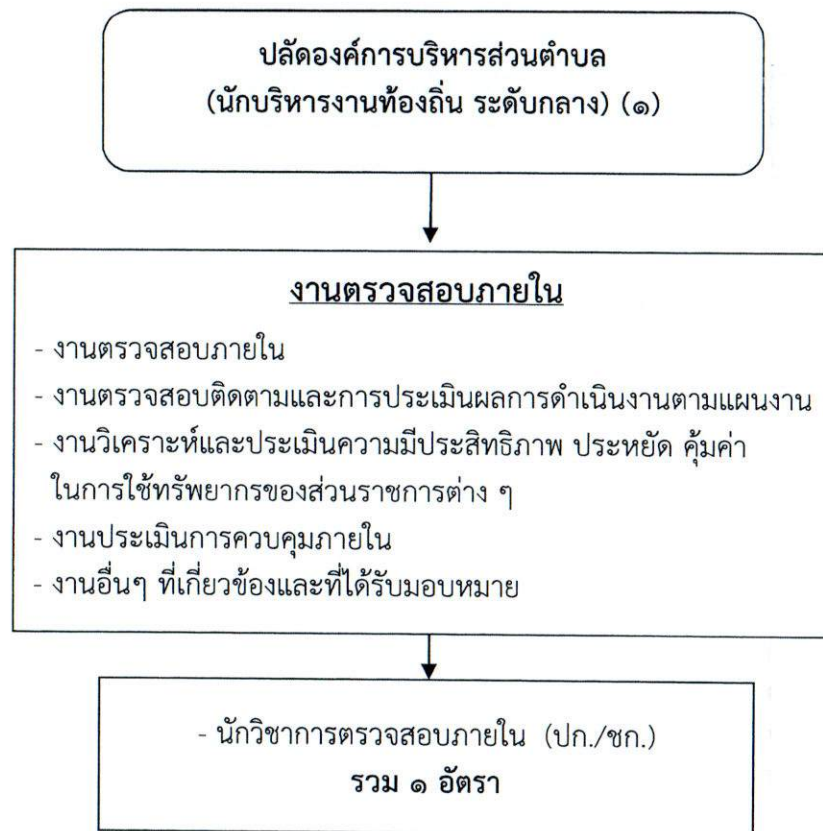 ปลัดองค์การบริหารส่วนตำบล
(นักบริหารงานท้องถิ่น ระดับกลาง) (๑)
งานตรวจสอบภายใน
- งานตรวจสอบภายใน
- งานตรวจสอบติดตามและการประเมินผลการดำเนินงานตามแผนงาน
- งานวิเคราะห์และประเมินความมีประสิทธิภาพ ประหยัด คุ้มค่า
ในการใช้ทรัพยากรของส่วนราชการต่าง ๆ
- งานประเมินการควบคุมภายใน
- งานอื่นๆ ที่เกี่ยวข้องและที่ได้รับมอบหมาย
- นักวิชาการตรวจสอบภายใน (ปก./ชก.)
รวม ๑ อัตรา